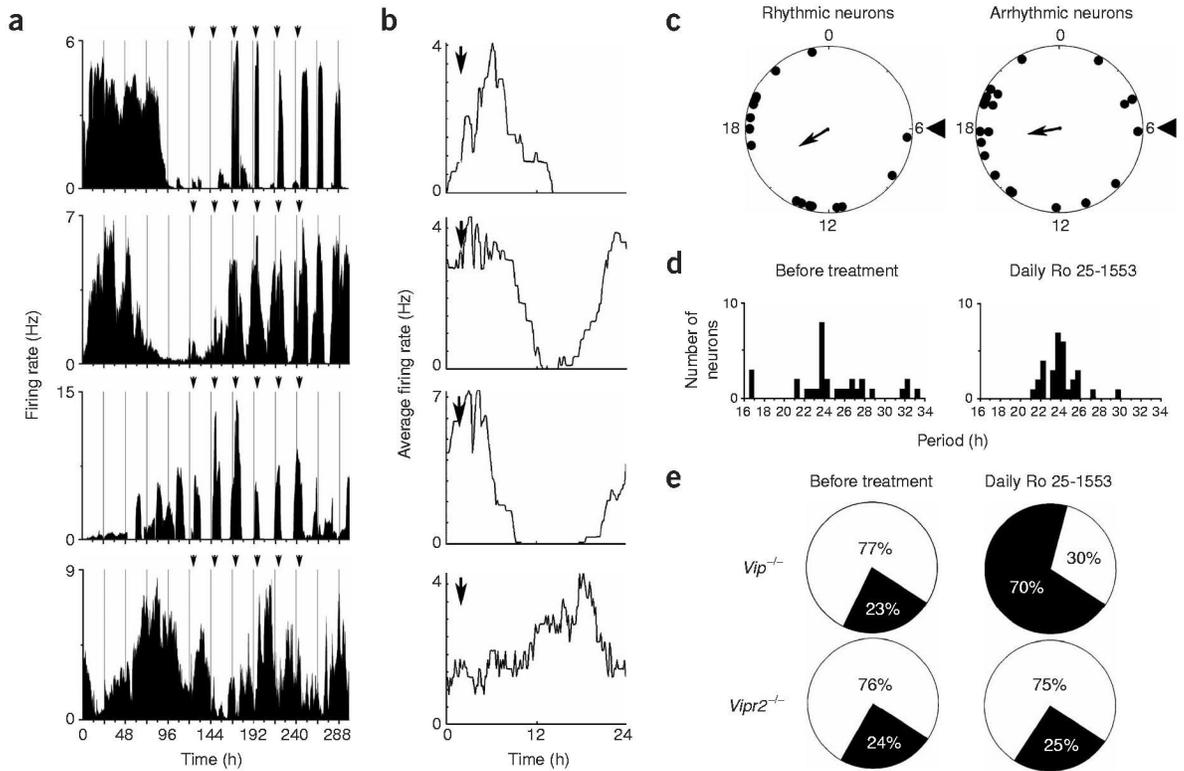 a
b
c
d
e
Firing rate (Hz)
6
0
7
0
15
0
9
0
0 48 96 144 192 240 288
Time (h)
Average firing rate (Hz)
4
0
4
0
7
0
4
0
0 12 24
Time (h)
Rhythmic neurons
0
18
6
12
Arrhythmic neurons
0
18
6
12
Before treatment
Daily Ro 25-1553
Number of
neurons
10
0
16 18 20 22 24 26 28 30 32 34
10
0
16 18 20 22 24 26 28 30 32 34
Period (h)
Before treatment
Daily Ro 25-1553
Vip–/–
77%
23%
30%
70%
Vipr2–/–
76%
24%
75%
25%